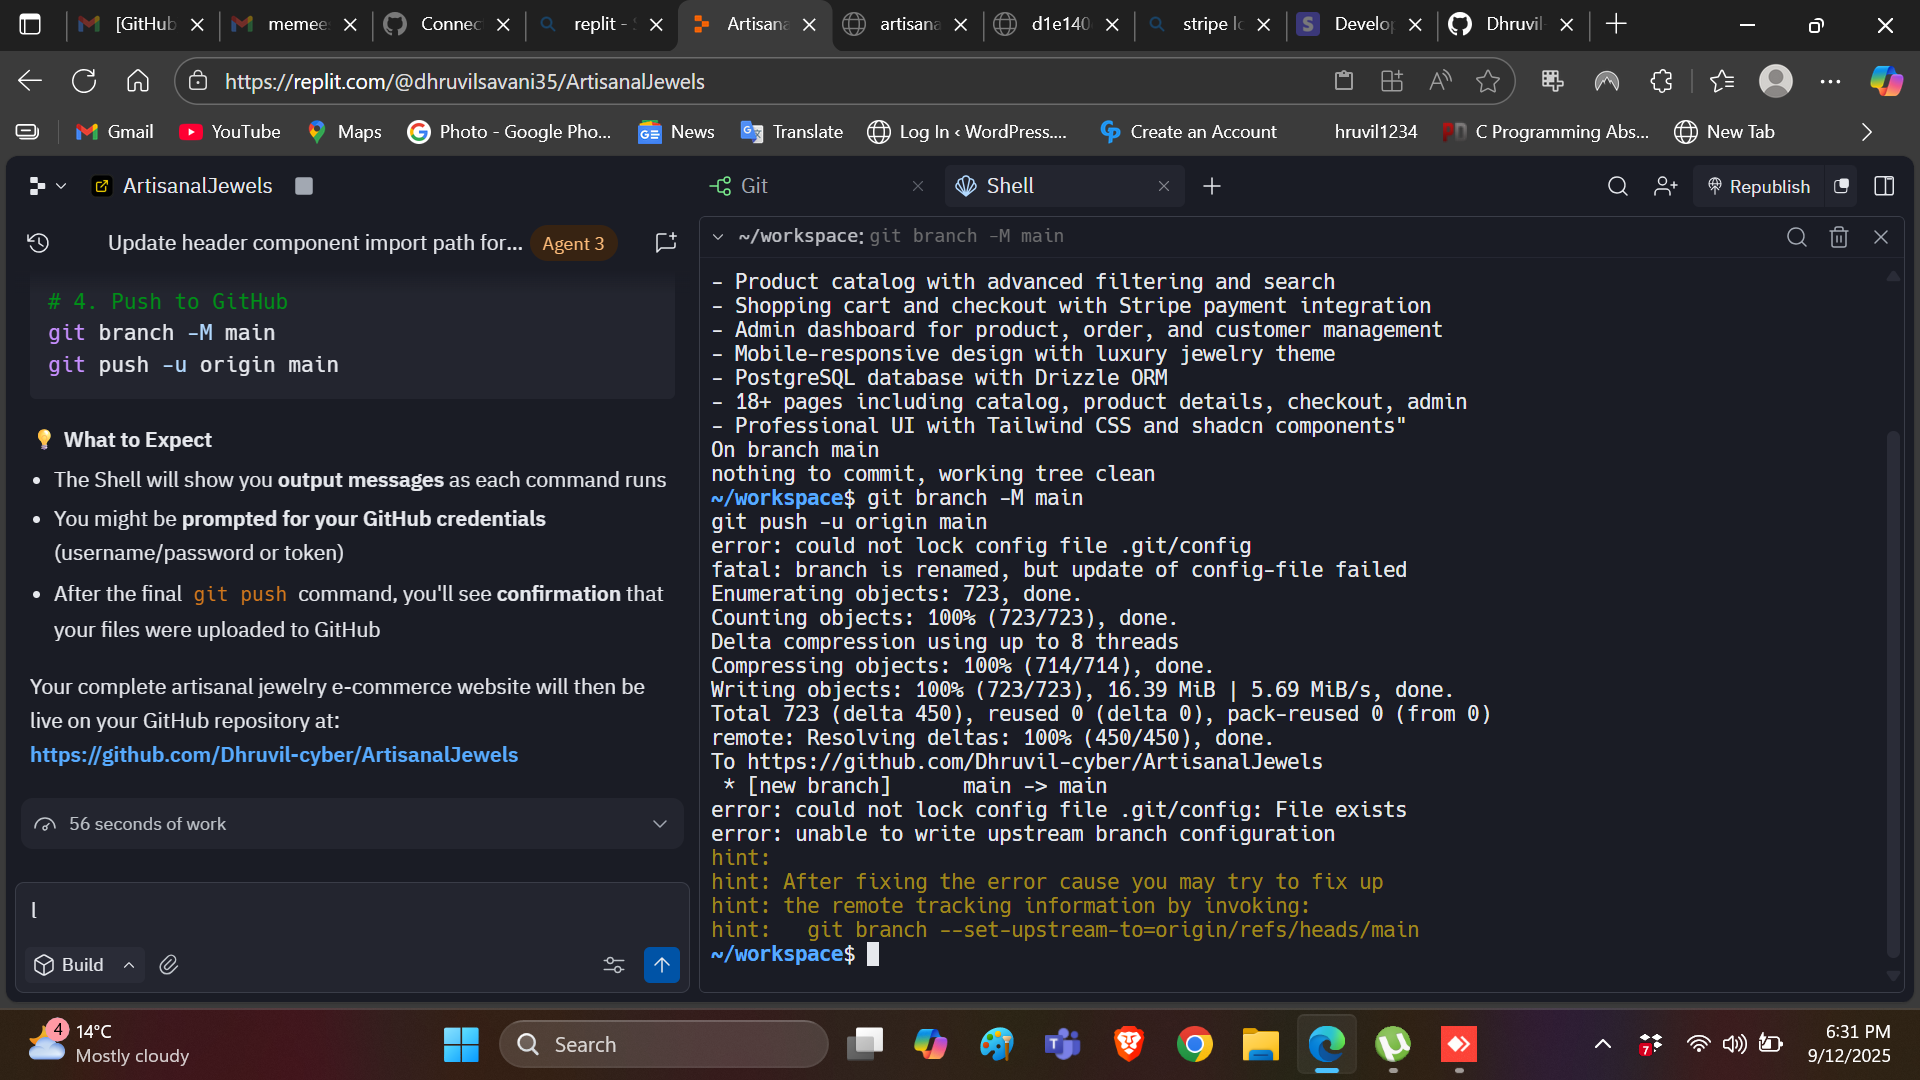 [GitHub
memee
Connec
replit - S
Artisana
artisana
d1e140
stripe lo
Develop
Dhruvil-
https://replit.com/@dhruvilsavani35/ArtisanalJewels
Gmail
YouTube
Maps
Photo - Google Pho...
News
Translate
Log In ‹ WordPress....
Create an Account
hruvil1234
C Programming Abs...
New Tab
ArtisanalJewels
Git
Shell
Republish
Update header component import path for...
Agent 3
~/workspace: git branch -M main
# 4. Push to GitHub
git branch -M main
git push -u origin main
💡 What to Expect
• The Shell will show you output messages as each command runs
• You might be prompted for your GitHub credentials
(username/password or token)
• After the final git push command, you'll see confirmation that
your files were uploaded to GitHub
Your complete artisanal jewelry e-commerce website will then be
live on your GitHub repository at:
https://github.com/Dhruvil-cyber/ArtisanalJewels
56 seconds of work
l
Build
- Product catalog with advanced filtering and search
- Shopping cart and checkout with Stripe payment integration
- Admin dashboard for product, order, and customer management
- Mobile-responsive design with luxury jewelry theme
- PostgreSQL database with Drizzle ORM
- 18+ pages including catalog, product details, checkout, admin
- Professional UI with Tailwind CSS and shadcn components"
On branch main
nothing to commit, working tree clean
~/workspace$ git branch -M main
git push -u origin main
error: could not lock config file .git/config
fatal: branch is renamed, but update of config-file failed
Enumerating objects: 723, done.
Counting objects: 100% (723/723), done.
Delta compression using up to 8 threads
Compressing objects: 100% (714/714), done.
Writing objects: 100% (723/723), 16.39 MiB | 5.69 MiB/s, done.
Total 723 (delta 450), reused 0 (delta 0), pack-reused 0 (from 0)
remote: Resolving deltas: 100% (450/450), done.
To https://github.com/Dhruvil-cyber/ArtisanalJewels
* [new branch]      main -> main
error: could not lock config file .git/config: File exists
error: unable to write upstream branch configuration
hint:
hint: After fixing the error cause you may try to fix up
hint: the remote tracking information by invoking:
hint:   git branch --set-upstream-to=origin/refs/heads/main
~/workspace$
4
14°C
Mostly cloudy
Search
7
6:31 PM
9/12/2025